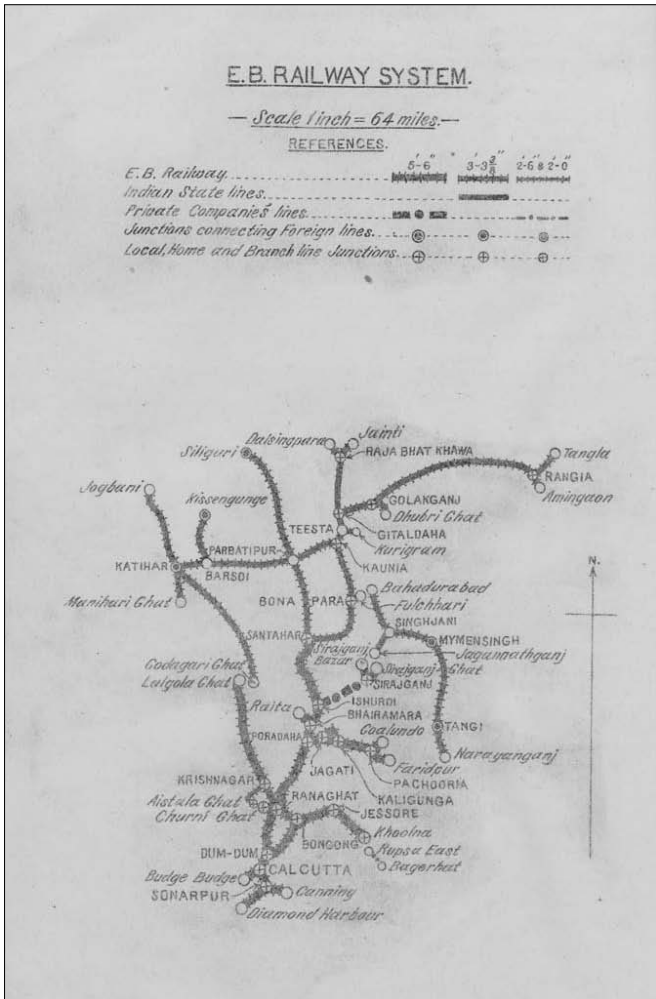 E.B. RAILWAY SYSTEM.
— Scale 1 inch = 64 miles. —
REFERENCES.
5'-6" 3'-3⅜" 2'-6" & 2'-0"
E.B. Railway
Indian State lines
Private Companies' lines
Junctions connecting Foreign lines
Local, Home and Branch line Junctions
Dalsingpara
Jainti
Siliguri
RAJA BHAT KHAWA
Tangla
Jogbani
RANGIA
Kissengunge
GOLAKGANJ
Amingaon
Dhubri Ghat
TEESTA
GITALDAHA
PARBATIPUR
Kurigram
KATIHAR
BARSOI
KAUNIA
N.
Manihari Ghat
BONA PARA
Bahadurabad
Fulchhari
SINGHJANI
SANTAHAR
MYMENSINGH
Sirajganj
Bazar
Jagannathganj
Godagari Ghat
Sirajganj Ghat
Lalgola Ghat
SIRAJGANJ
ISHURDI
Raita
BHAIRAMARA
TANGI
PORADAHA
Goalundo
Narayanganj
JAGATI
Faridpur
KRISHNAGAR
PACHOORIA
RANAGHAT
KALIGUNGA
Aistala Ghat
Churni Ghat
JESSORE
BONGONG
Khoolna
DUM-DUM
Rupsa East
CALCUTTA
Bagerhat
Budge Budge
SONARPUR
Canning
Diamond Harbour